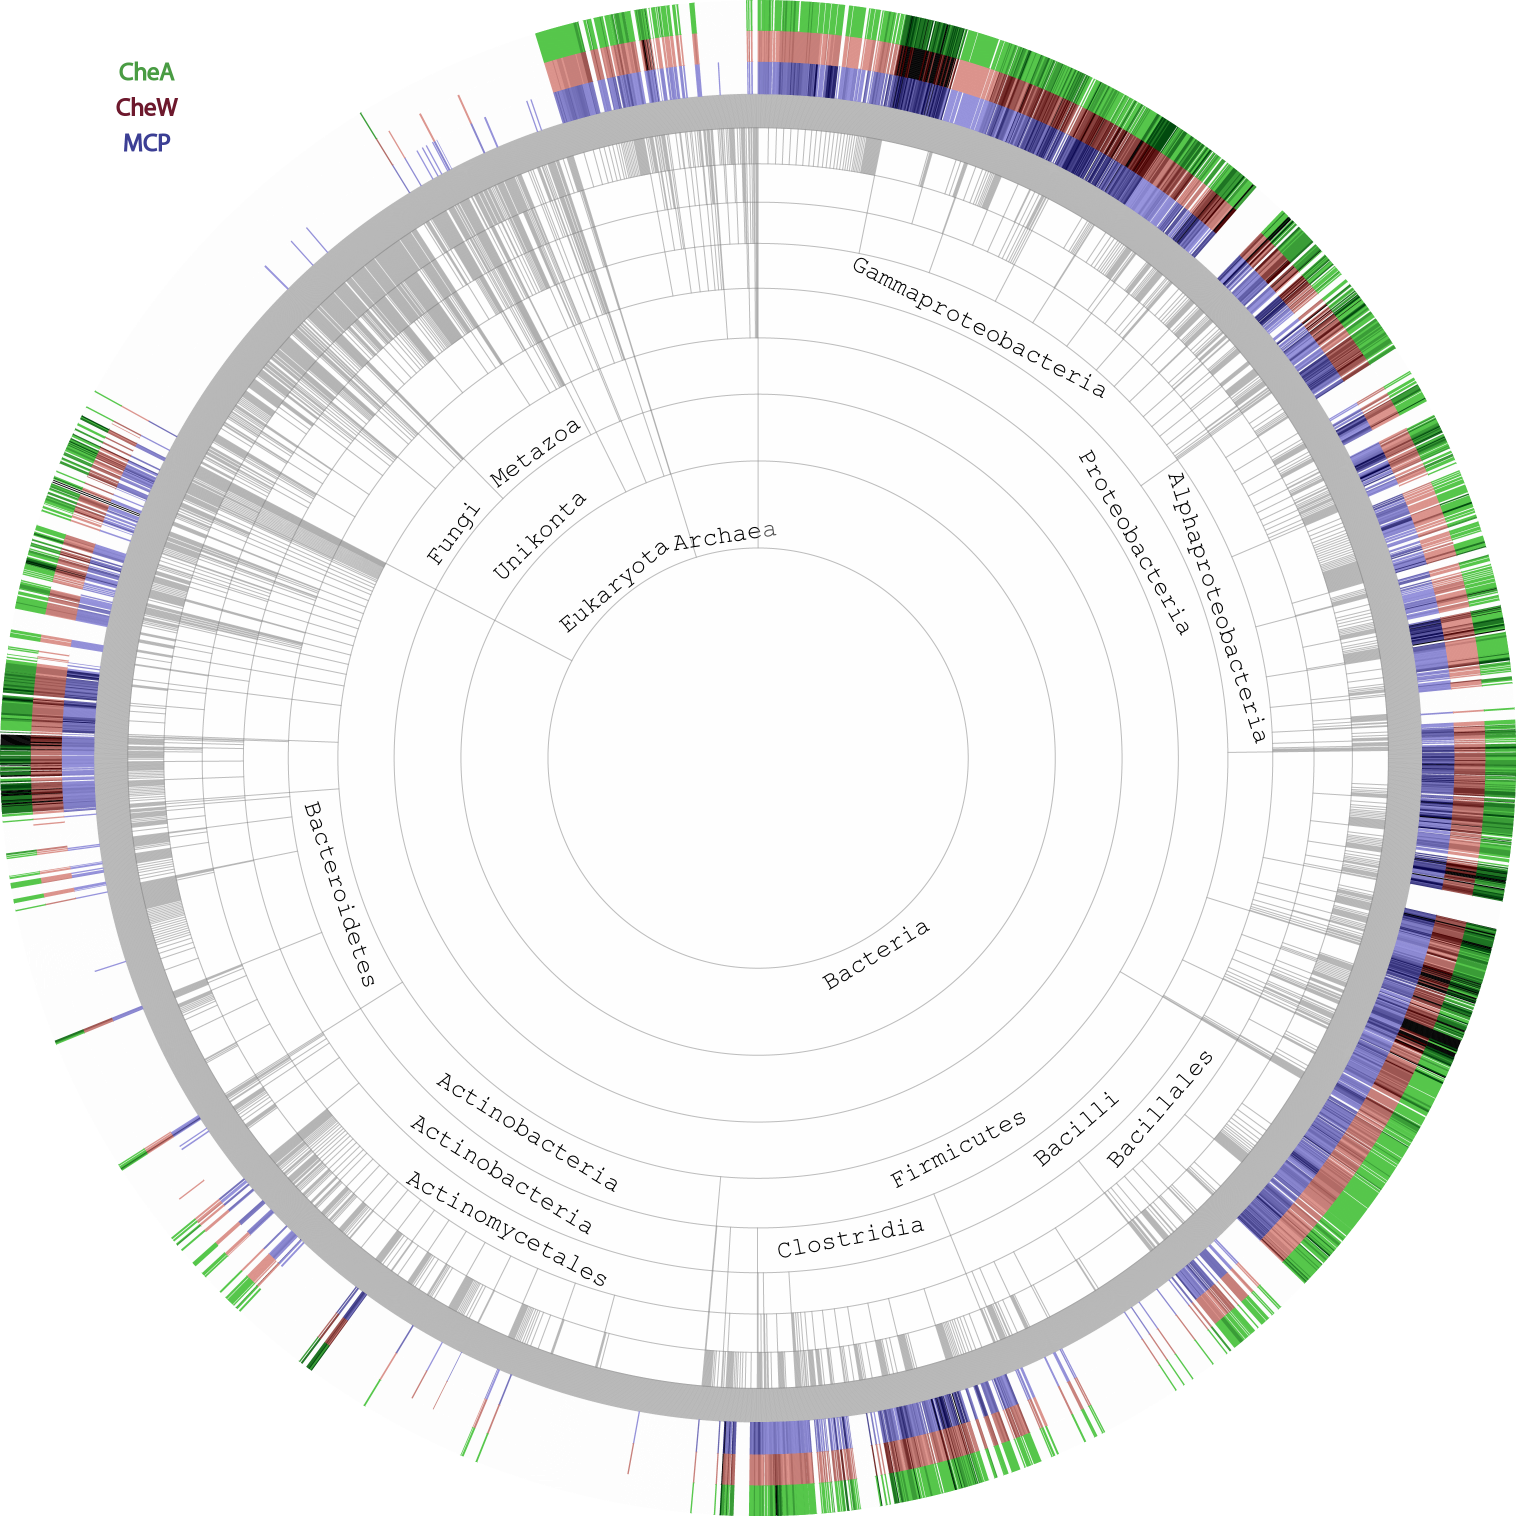 CheA
CheW
MCP
Gammaproteobacteria
Proteobacteria
Alphaproteobacteria
Metazoa
Fungi
Unikonta
Eukaryota
Archaea
Bacteria
Bacteroidetes
Actinobacteria
Actinobacteria
Actinomycetales
Firmicutes
Bacilli
Bacillales
Clostridia